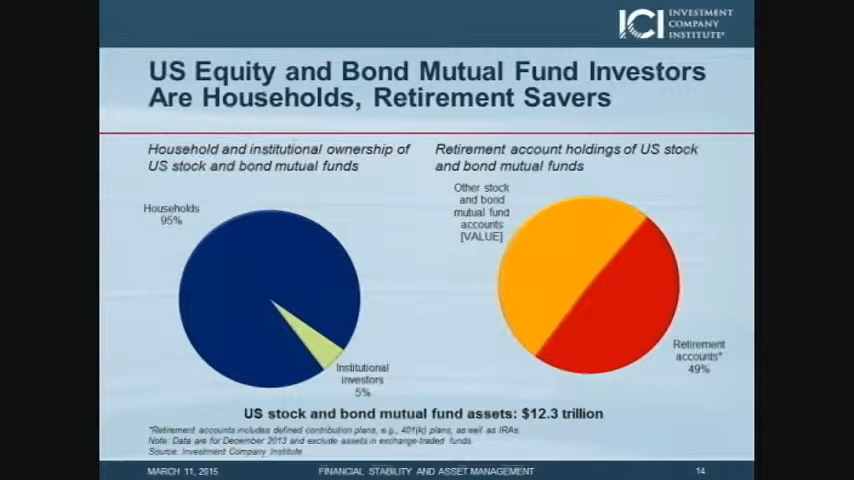 ICI INVESTMENT
COMPANY
INSTITUTE®
US Equity and Bond Mutual Fund Investors
Are Households, Retirement Savers
Household and institutional ownership of
US stock and bond mutual funds
Households
95%
Institutional
investors
5%
Retirement account holdings of US stock
and bond mutual funds
Other stock
and bond
mutual fund
accounts
[VALUE]
Retirement
accounts*
49%
US stock and bond mutual fund assets: $12.3 trillion
*Retirement accounts includes defined contribution plans, e.g., 401(k) plans, as well as IRAs.
Note: Data are for December 2013 and exclude assets in exchange-traded funds.
Source: Investment Company Institute
MARCH 11, 2015
FINANCIAL STABILITY AND ASSET MANAGEMENT
14